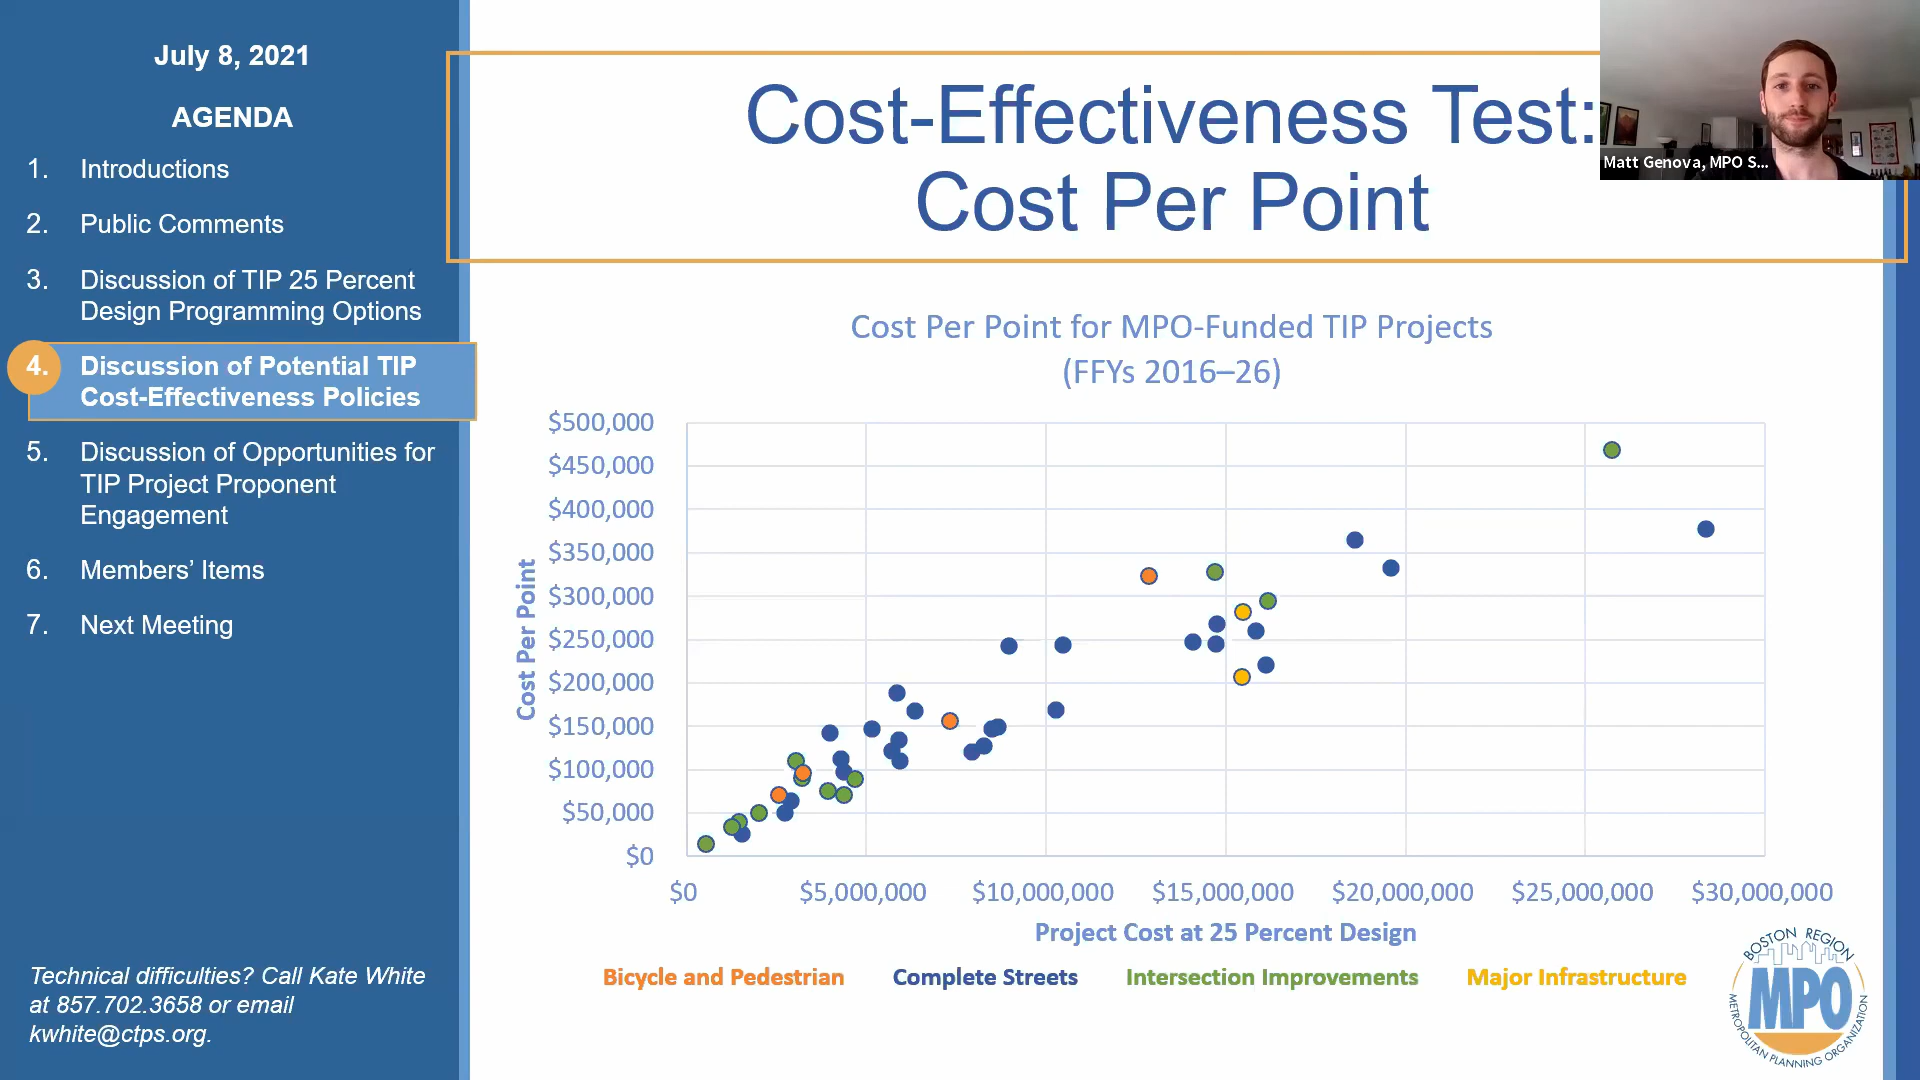 July 8, 2021
AGENDA
1. Introductions
2. Public Comments
3. Discussion of TIP 25 Percent
Design Programming Options
4. Discussion of Potential TIP
Cost-Effectiveness Policies
5. Discussion of Opportunities for
TIP Project Proponent
Engagement
6. Members’ Items
7. Next Meeting
Technical difficulties? Call Kate White
at 857.702.3658 or email
kwhite@ctps.org.
Cost-Effectiveness Test:
Cost Per Point
Matt Genova, MPO S...
Cost Per Point for MPO-Funded TIP Projects
(FFYs 2016–26)
Cost Per Point
$500,000
$450,000
$400,000
$350,000
$300,000
$250,000
$200,000
$150,000
$100,000
$50,000
$0
$0 $5,000,000 $10,000,000 $15,000,000 $20,000,000 $25,000,000 $30,000,000
Project Cost at 25 Percent Design
Bicycle and Pedestrian Complete Streets Intersection Improvements Major Infrastructure
BOSTON REGION
MPO
METROPOLITAN PLANNING ORGANIZATION